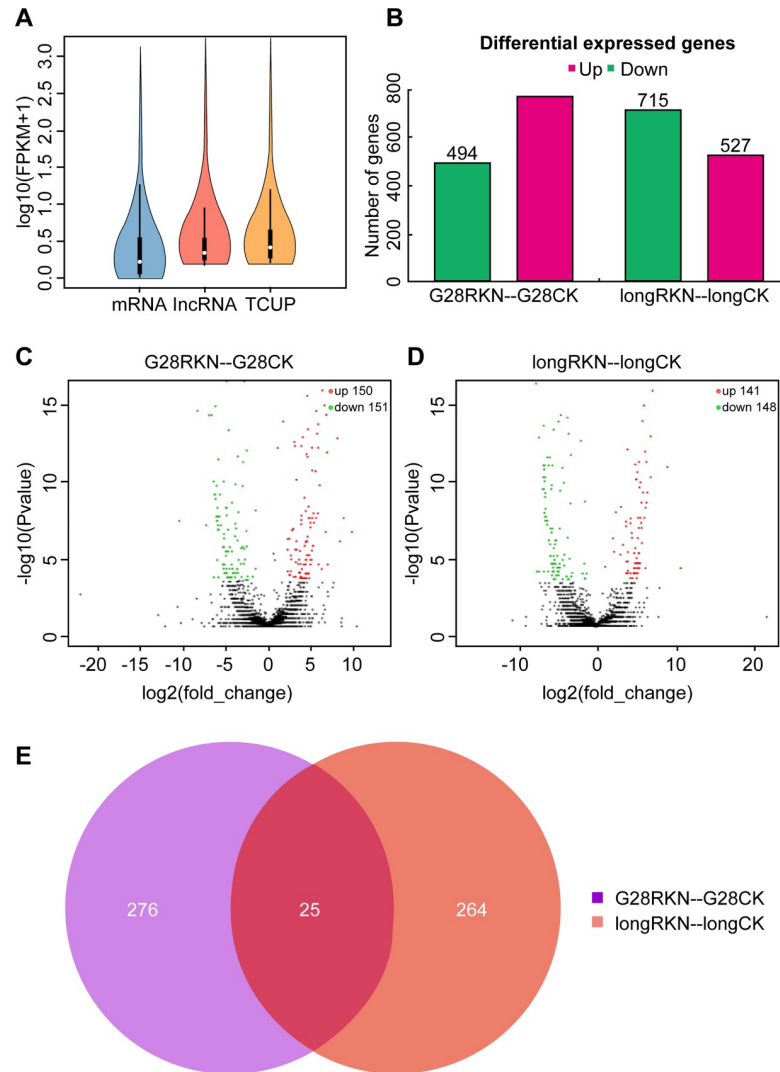 A
log10(FPKM+1)
3.0
2.5
2.0
1.5
1.0
0.5
0.0
mRNA lncRNA TCUP
B
Differential expressed genes
Up Down
Number of genes
800
600
400
200
0
494
715
527
G28RKN--G28CK longRKN--longCK
C
G28RKN--G28CK
up 150
down 151
-log10(Pvalue)
15
10
5
0
-20 -10 -5 0 5 10
log2(fold_change)
D
longRKN--longCK
up 141
down 148
-log10(Pvalue)
15
10
5
0
-10 0 10 20
log2(fold_change)
E
276 25 264
G28RKN--G28CK
longRKN--longCK